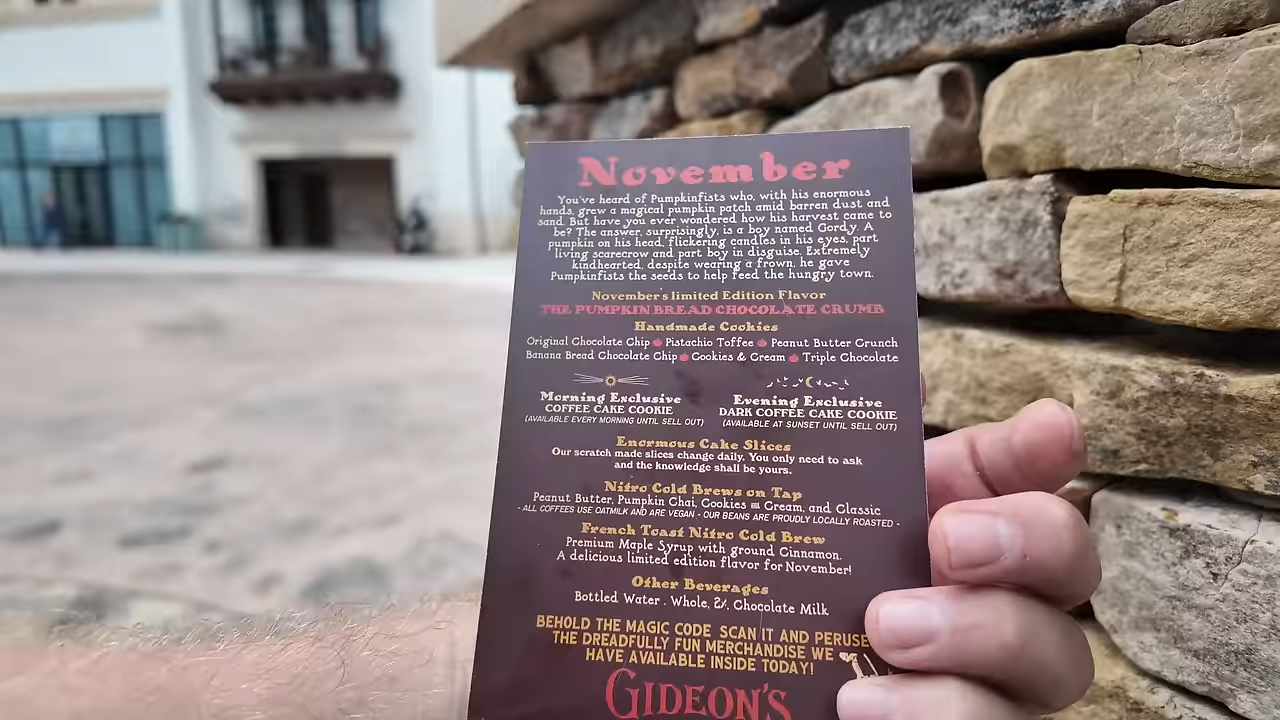 November
You've heard of Pumpkinfists who, with his enormous
hands, grew a magical pumpkin patch amid barren dust and
sand. But have you ever wondered how his harvest came to
be? The answer, surprisingly, is a boy named Gordy. A
pumpkin on his head, flickering candles in his eyes, part
living scarecrow and part boy in disguise. Extremely
kindhearted, despite wearing a frown, he gave
Pumpkinfists the seeds to help feed the hungry town.
November's limited Edition Flavor
THE PUMPKIN BREAD CHOCOLATE CRUMB
Handmade Cookies
Original Chocolate Chip Pistachio Toffee Peanut Butter Crunch
Banana Bread Chocolate Chip Cookies & Cream Triple Chocolate
Morning Exclusive
COFFEE CAKE COOKIE
(AVAILABLE EVERY MORNING UNTIL SELL OUT)
Evening Exclusive
DARK COFFEE CAKE COOKIE
(AVAILABLE AT SUNSET UNTIL SELL OUT)
Enormous Cake Slices
Our scratch made slices change daily. You only need to ask
and the knowledge shall be yours.
Nitro Cold Brews on Tap
Peanut Butter, Pumpkin Chai, Cookies & Cream, and Classic
- ALL COFFEES USE OATMILK AND ARE VEGAN - OUR BEANS ARE PROUDLY LOCALLY ROASTED -
French Toast Nitro Cold Brew
Premium Maple Syrup with ground Cinnamon.
A delicious limited edition flavor for November!
Other Beverages
Bottled Water . Whole, 2%, Chocolate Milk
BEHOLD THE MAGIC CODE SCAN IT AND PERUSE
THE DREADFULLY FUN MERCHANDISE WE
HAVE AVAILABLE INSIDE TODAY!
GIDEON'S